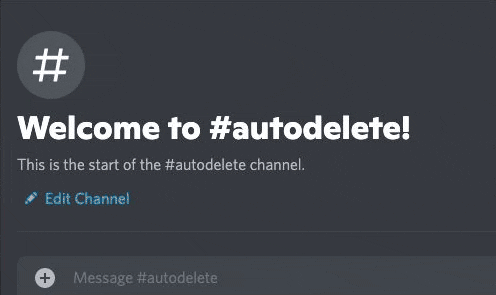 #
Welcome to #autodelete!
This is the start of the #autodelete channel.
Edit Channel
Message #autodelete